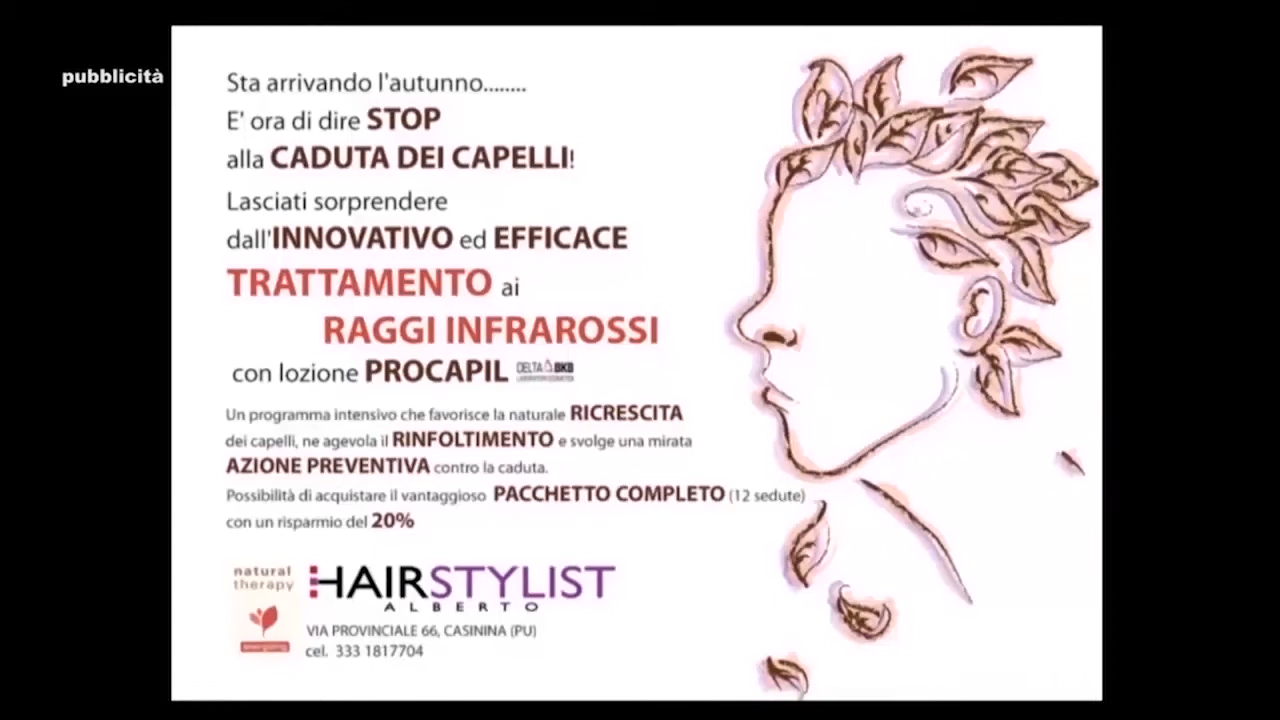 pubblicità
Sta arrivando l'autunno........
E' ora di dire STOP
alla CADUTA DEI CAPELLI!
Lasciati sorprendere
dall'INNOVATIVO ed EFFICACE
TRATTAMENTO ai
RAGGI INFRAROSSI
con lozione PROCAPIL DELTA BKB
Un programma intensivo che favorisce la naturale RICRESCITA
dei capelli, ne agevola il RINFOLTIMENTO e svolge una mirata
AZIONE PREVENTIVA contro la caduta.
Possibilità di acquistare il vantaggioso PACCHETTO COMPLETO (12 sedute)
con un risparmio del 20%
natural
therapy
HAIRSTYLIST
ALBERTO
VIA PROVINCIALE 66, CASININA (PU)
cel. 333 1817704